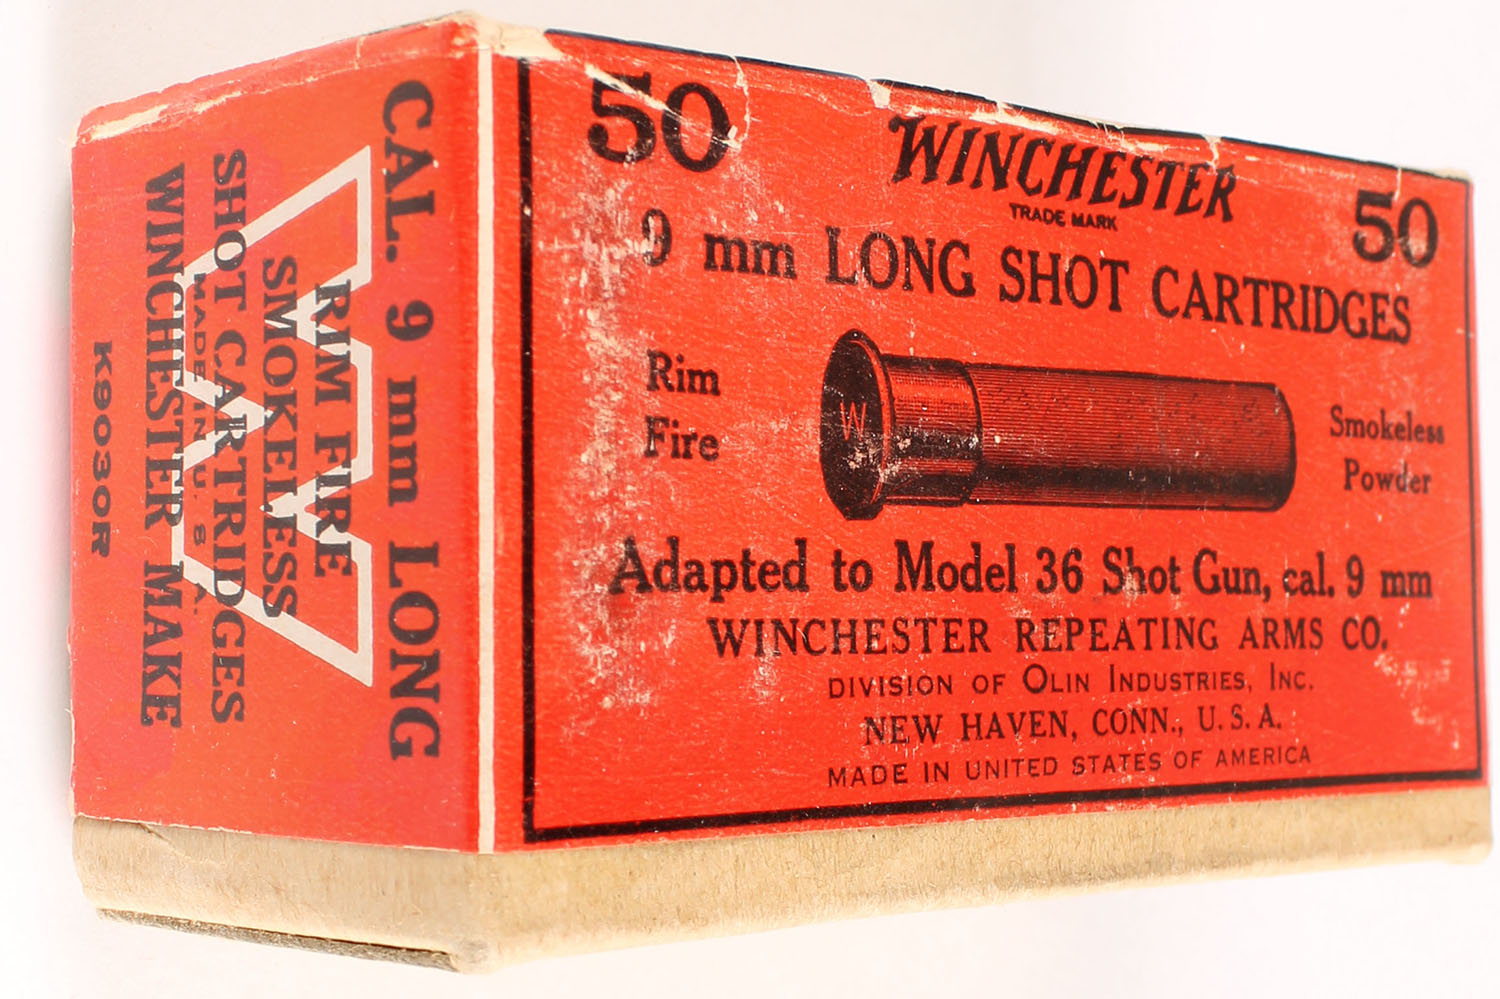 50
WINCHESTER
TRADE MARK
50
9 mm LONG SHOT CARTRIDGES
Rim
Fire
W
Smokeless
Powder
Adapted to Model 36 Shot Gun, cal. 9 mm
WINCHESTER REPEATING ARMS CO.
DIVISION OF OLIN INDUSTRIES, INC.
NEW HAVEN, CONN., U. S. A.
MADE IN UNITED STATES OF AMERICA
CAL. 9 mm LONG
RIM FIRE
SMOKELESS
SHOT CARTRIDGES
MADE IN U. S. A.
WINCHESTER MAKE
K9030R
W